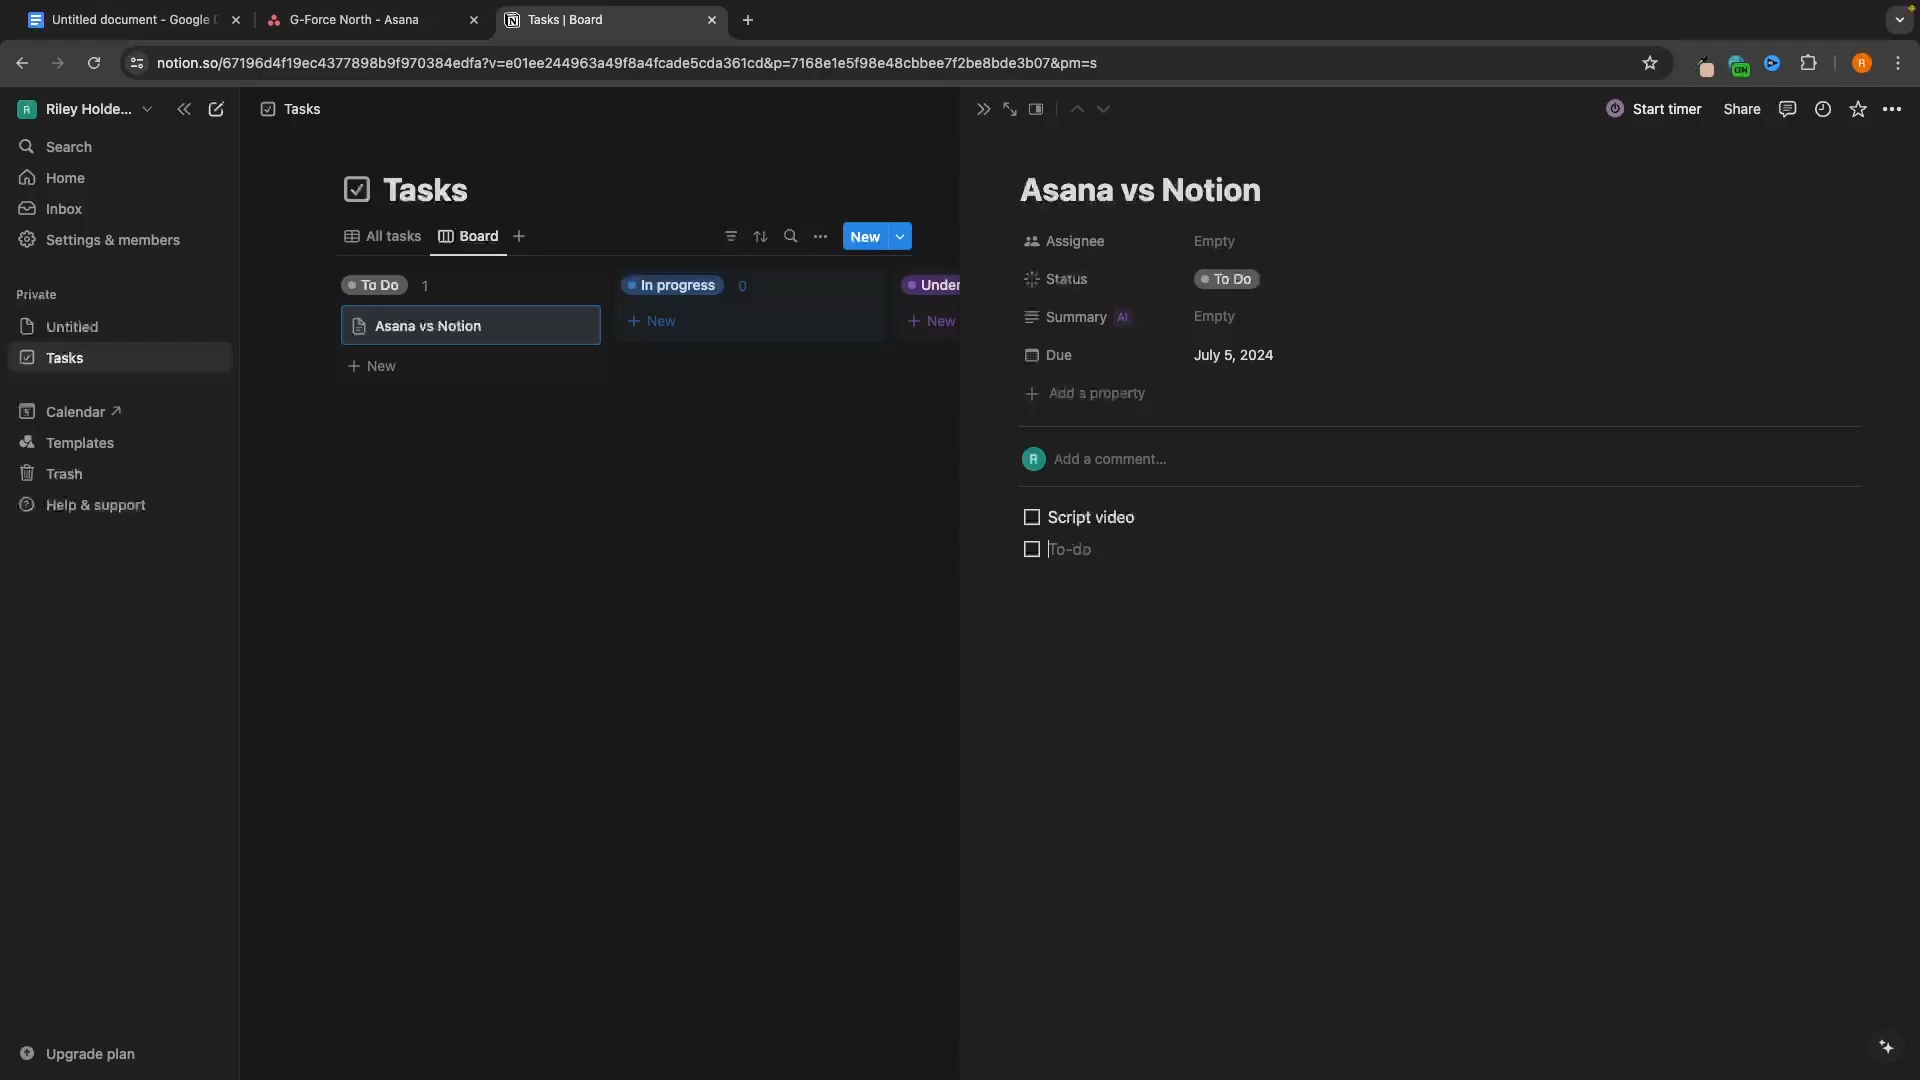 Untitled document - Google D
G-Force North - Asana
Tasks | Board
notion.so/67196d4f19ec4377898b9f970384edfa?v=e01ee244963a49f8a4fcade5cda361cd&p=7168e1e5f98e48cbbee7f2be8bde3b07&pm=s
EN
R
R
Riley Holde...
Tasks
Start timer
Share
Search
Home
Inbox
Settings & members
Private
Untitled
Tasks
Calendar
Templates
Trash
Help & support
Upgrade plan
Tasks
All tasks
Board
New
To Do 1
In progress 0
Under
Asana vs Notion
New
New
New
Asana vs Notion
Assignee Empty
Status To Do
Summary AI Empty
Due July 5, 2024
Add a property
R Add a comment...
Script video
To-do